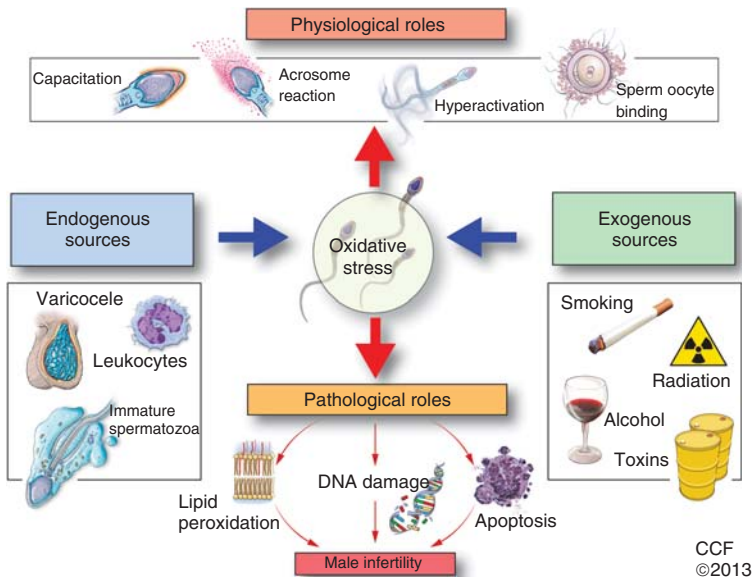 Physiological roles
Capacitation
Acrosome
reaction
Hyperactivation
Sperm oocyte
binding
Endogenous
sources
Oxidative
stress
Exogenous
sources
Varicocele
Leukocytes
Immature
spermatozoa
Smoking
Radiation
Alcohol
Toxins
Pathological roles
Lipid
peroxidation
DNA damage
Apoptosis
Male infertility
CCF
©2013